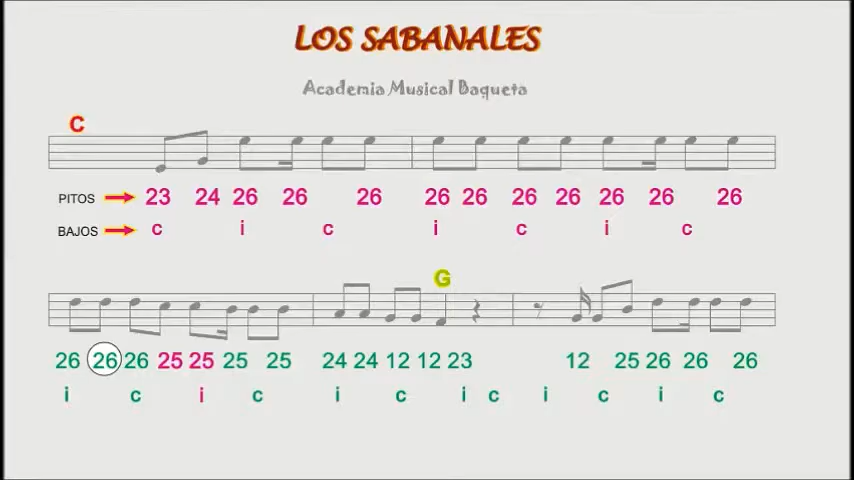 LOS SABANALES
Academia Musical Baqueta
C
PITOS 23 24 26 26 26 26 26 26 26 26 26 26
BAJOS c i c i c i c
G
26 26 26 25 25 25 25 24 24 12 12 23 12 25 26 26 26
i c i c i c i c i c i c